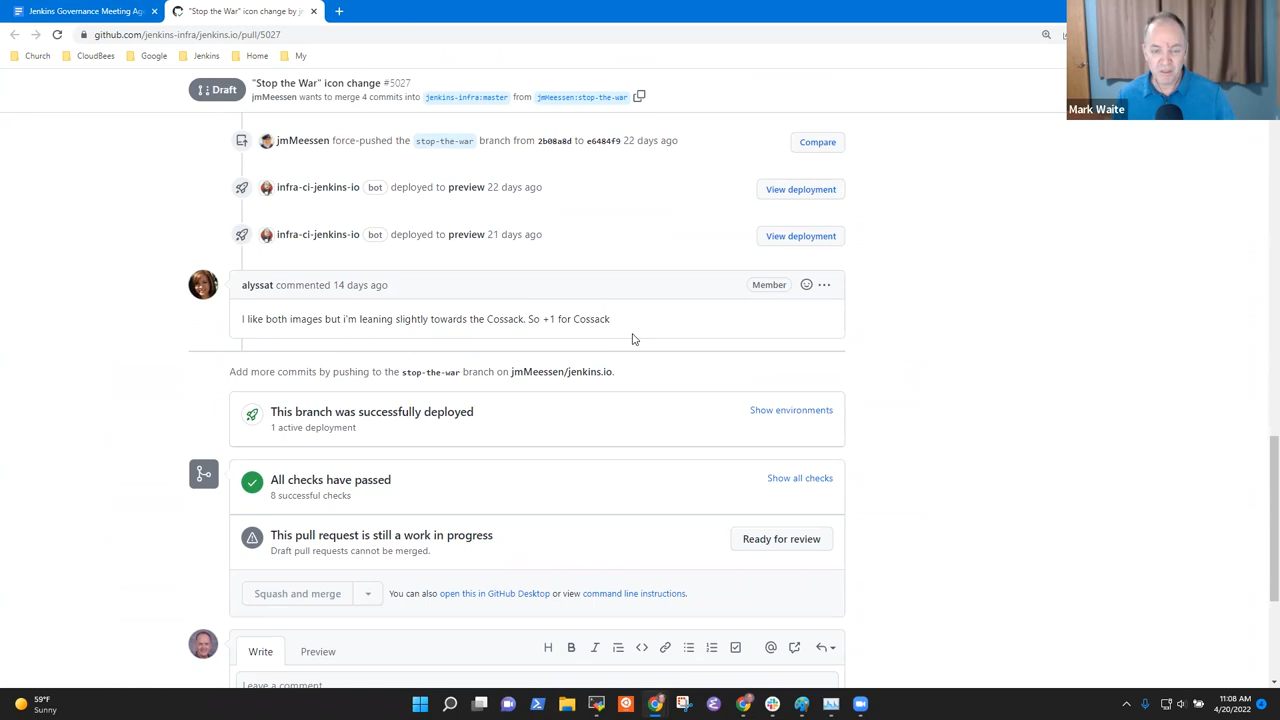 Jenkins Governance Meeting Age
"Stop the War" icon change by j
github.com/jenkins-infra/jenkins.io/pull/5027
Church
CloudBees
Google
Jenkins
Home
My
Mark Waite
Draft
"Stop the War" icon change #5027
jmMeessen wants to merge 4 commits into jenkins-infra:master from jmMeessen:stop-the-war
jmMeessen force-pushed the stop-the-war branch from 2b08a8d to e6484f9 22 days ago
Compare
infra-ci-jenkins-io bot deployed to preview 22 days ago
View deployment
infra-ci-jenkins-io bot deployed to preview 21 days ago
View deployment
alyssat commented 14 days ago
Member
I like both images but i'm leaning slightly towards the Cossack. So +1 for Cossack
Add more commits by pushing to the stop-the-war branch on jmMeessen/jenkins.io.
This branch was successfully deployed
1 active deployment
Show environments
All checks have passed
8 successful checks
Show all checks
This pull request is still a work in progress
Draft pull requests cannot be merged.
Ready for review
Squash and merge
You can also open this in GitHub Desktop or view command line instructions.
Write
Preview
Leave a comment
59°F
Sunny
11:08 AM
4/20/2022